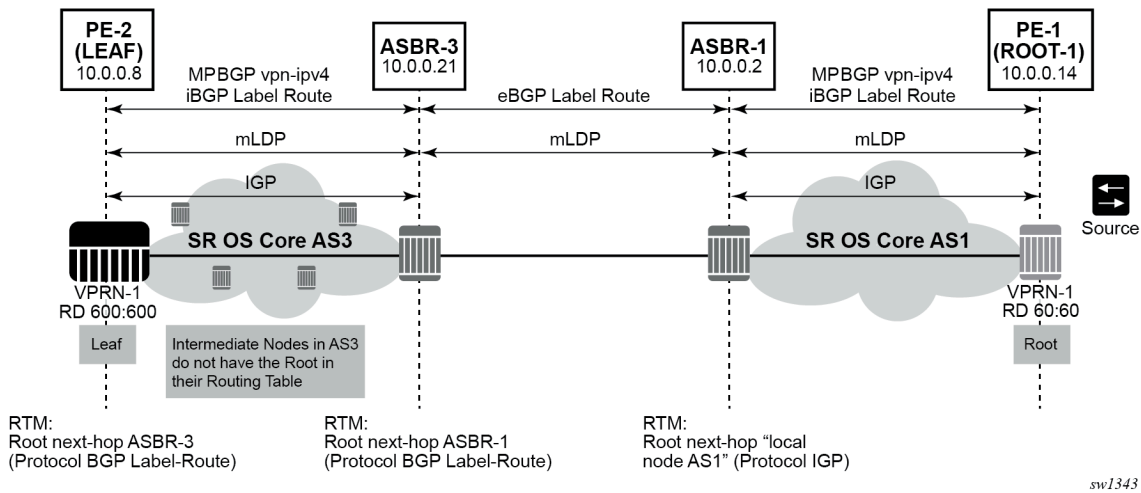 PE-2
(LEAF)
10.0.0.8
ASBR-3
10.0.0.21
ASBR-1
10.0.0.2
PE-1
(ROOT-1)
10.0.0.14
MPBGP vpn-ipv4
iBGP Label Route
eBGP Label Route
MPBGP vpn-ipv4
iBGP Label Route
mLDP
mLDP
mLDP
IGP
IGP
SR OS Core AS3
SR OS Core AS1
Source
VPRN-1
RD 600:600
VPRN-1
RD 60:60
Leaf
Intermediate Nodes in AS3
do not have the Root in
their Routing Table
Root
RTM:
Root next-hop ASBR-3
(Protocol BGP Label-Route)
RTM:
Root next-hop ASBR-1
(Protocol BGP Label-Route)
RTM:
Root next-hop “local
node AS1” (Protocol IGP)
sw1343